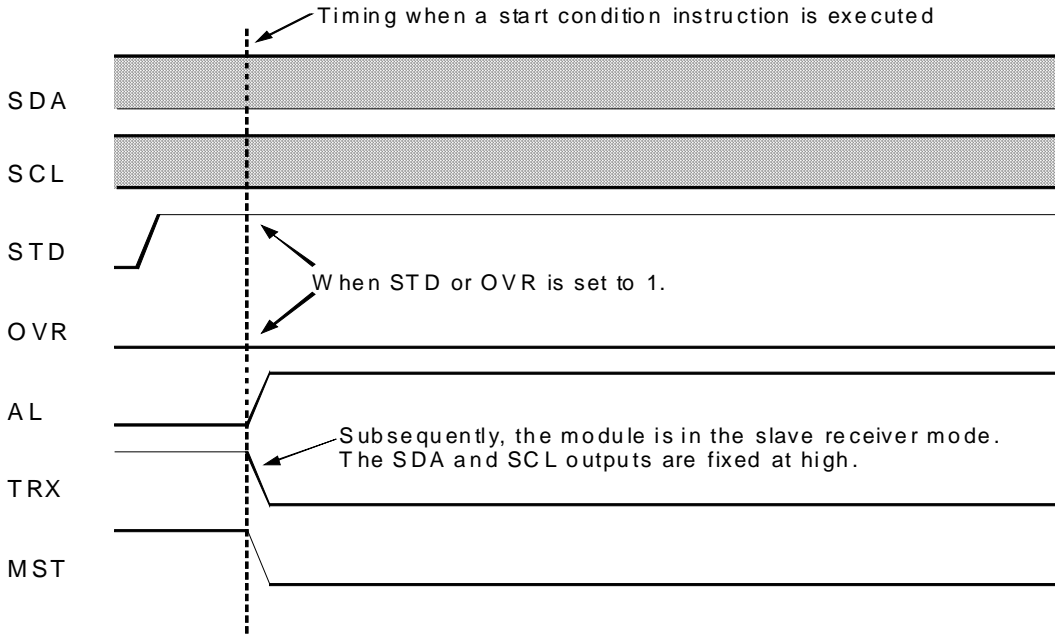 Timing when a start condition instruction is executed
SDA
SCL
STD
When STD or OVR is set to 1.
OVR
AL
Subsequently, the module is in the slave receiver mode.
The SDA and SCL outputs are fixed at high.
TRX
MST